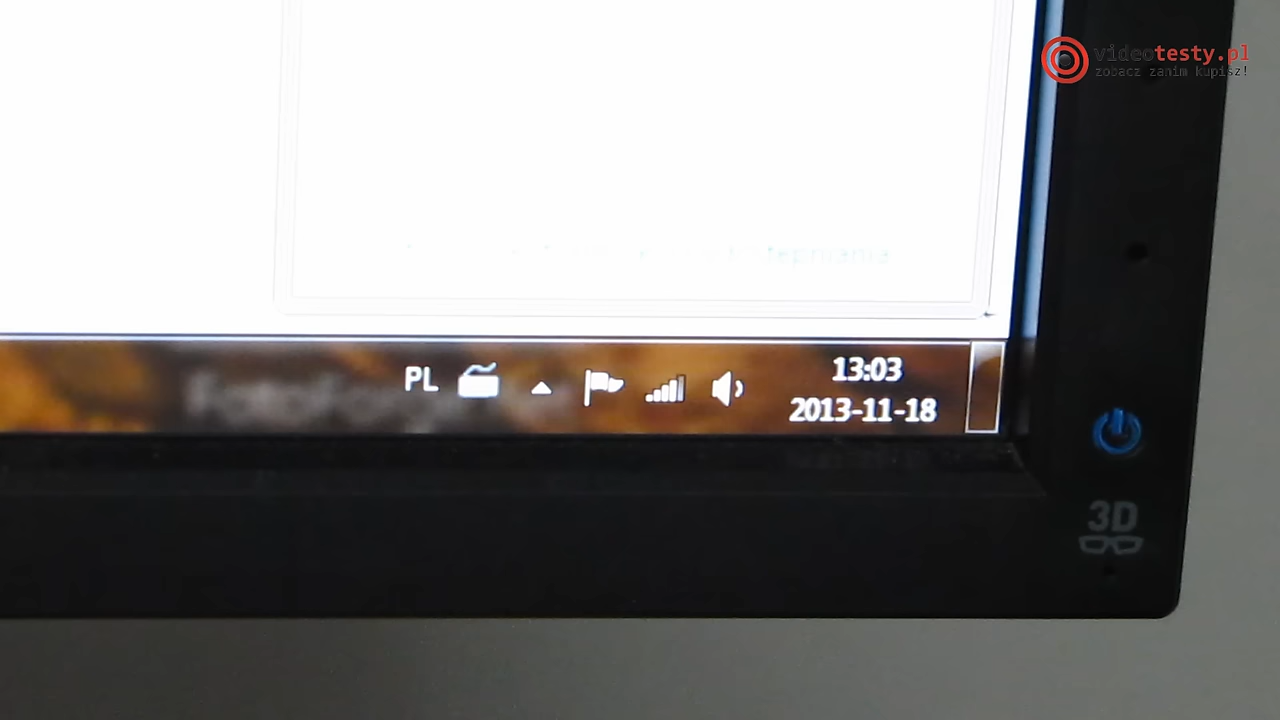 videotesty.pl
zobacz zanim kupisz!
PL
13:03
2013-11-18
3D